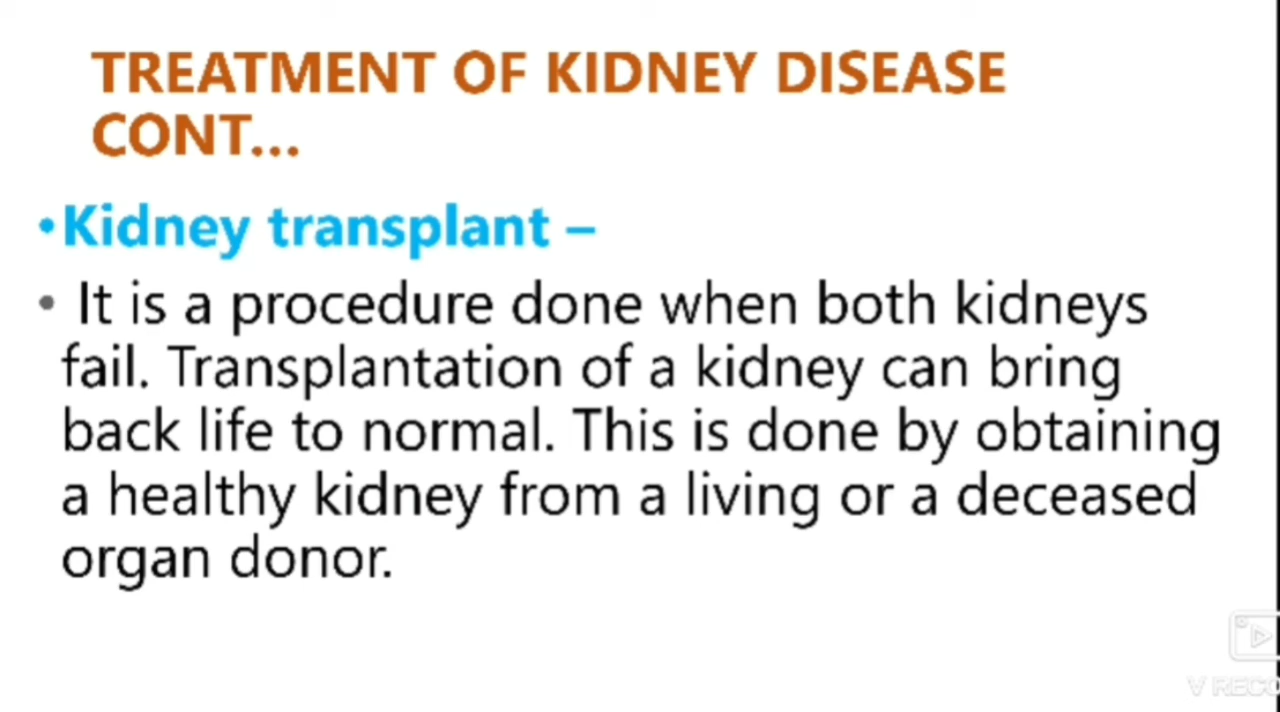 TREATMENT OF KIDNEY DISEASE
CONT...
•Kidney transplant –
• It is a procedure done when both kidneys
fail. Transplantation of a kidney can bring
back life to normal. This is done by obtaining
a healthy kidney from a living or a deceased
organ donor.
V RECO